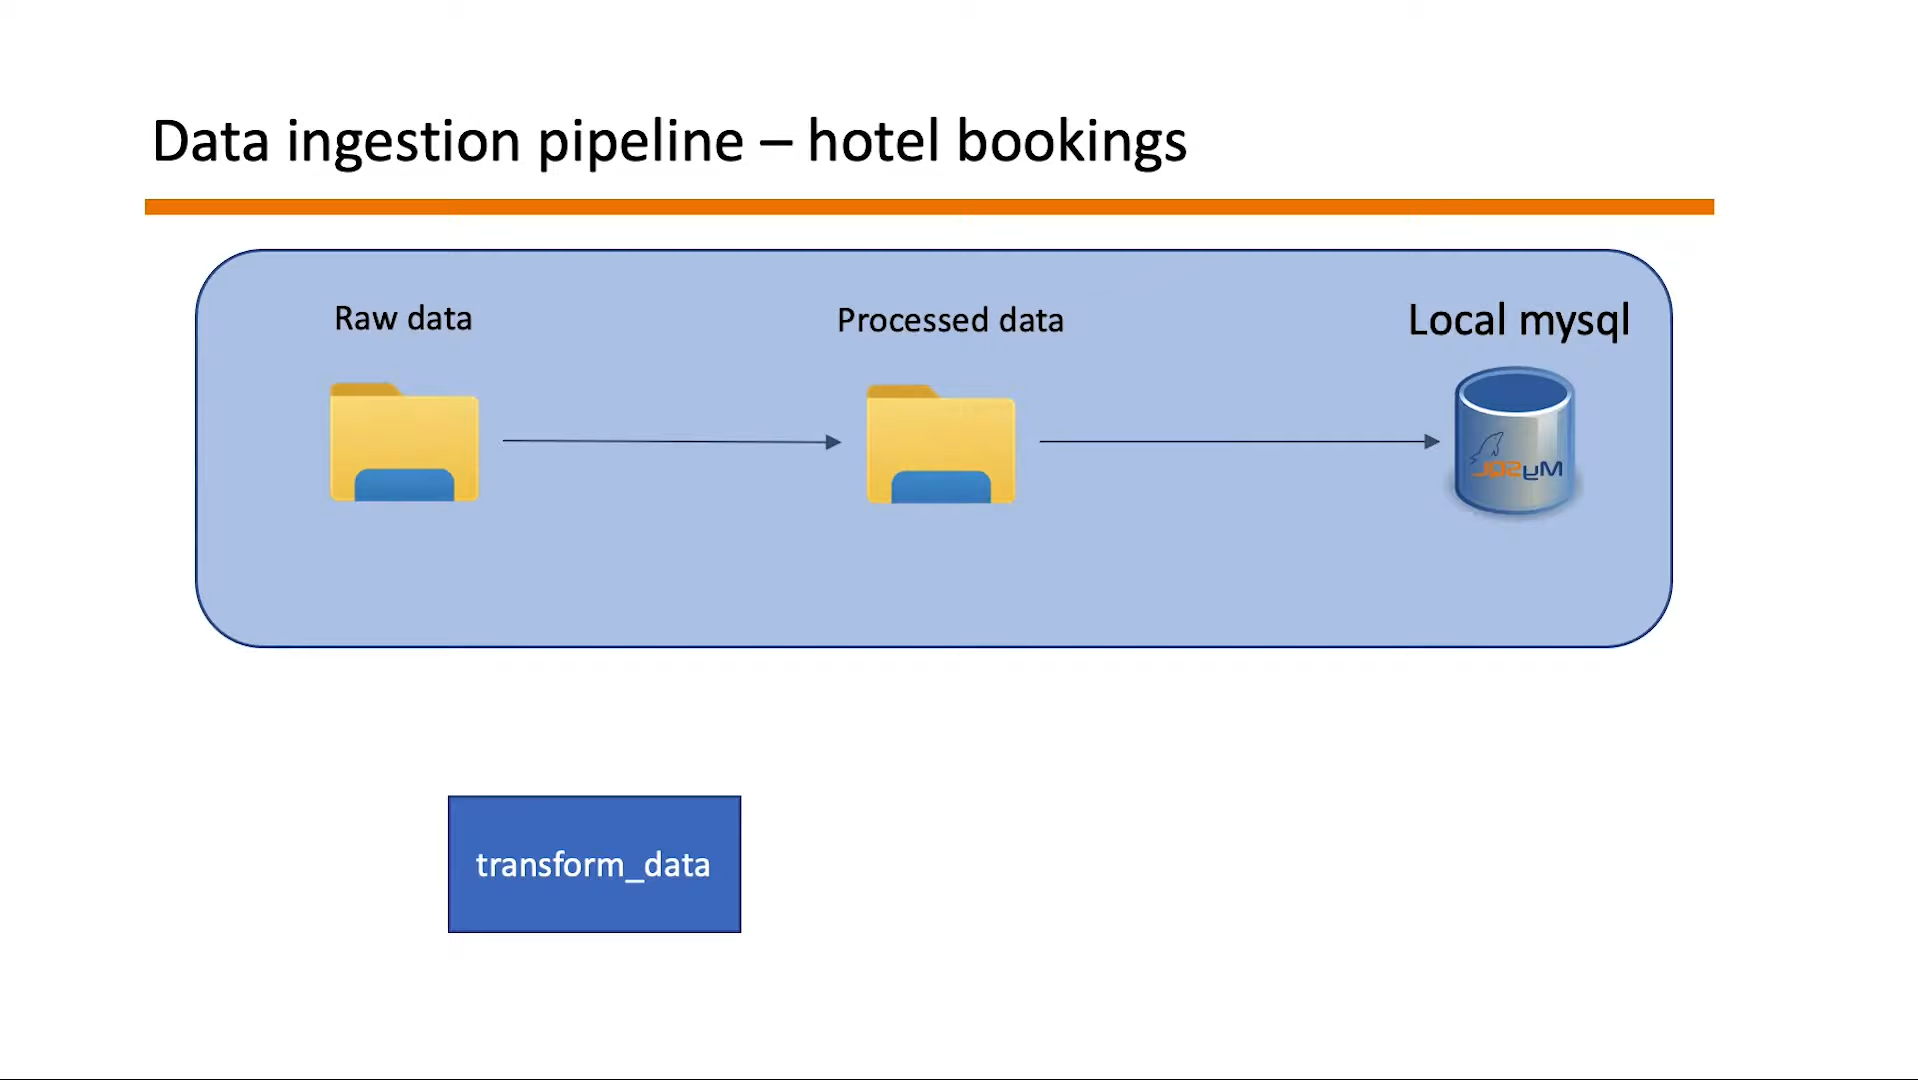 Data ingestion pipeline – hotel bookings
Raw data
Processed data
Local mysql
MySQL
transform_data